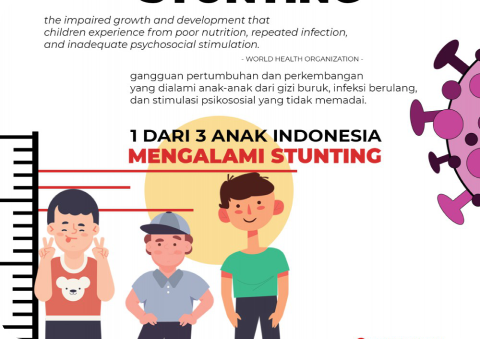 STUNTING
the impaired growth and development that
children experience from poor nutrition, repeated infection,
and inadequate psychosocial stimulation.
- WORLD HEALTH ORGANIZATION -
gangguan pertumbuhan dan perkembangan
yang dialami anak-anak dari gizi buruk, infeksi berulang,
dan stimulasi psikososial yang tidak memadai.
1 DARI 3 ANAK INDONESIA
MENGALAMI STUNTING